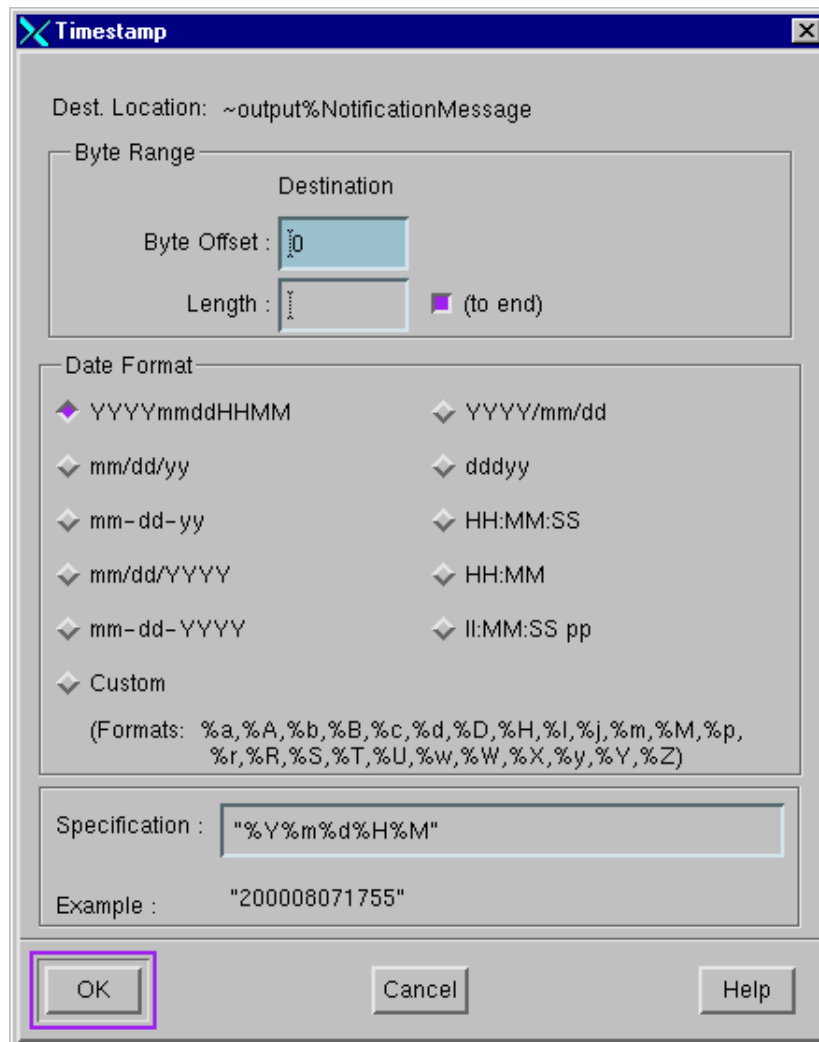 Timestamp
Dest. Location: ~output%NotificationMessage
Byte Range
Destination
Byte Offset : 0
Length : (to end)
Date Format
YYYYmmddHHMM YYYY/mm/dd
mm/dd/yy dddyy
mm-dd-yy HH:MM:SS
mm/dd/YYYY HH:MM
mm-dd-YYYY II:MM:SS pp
Custom
(Formats: %a,%A,%b,%B,%c,%d,%D,%H,%I,%j,%m,%M,%p,
%r,%R,%S,%T,%U,%w,%W,%X,%y,%Y,%Z)
Specification : "%Y%m%d%H%M"
Example : "200008071755"
OK Cancel Help